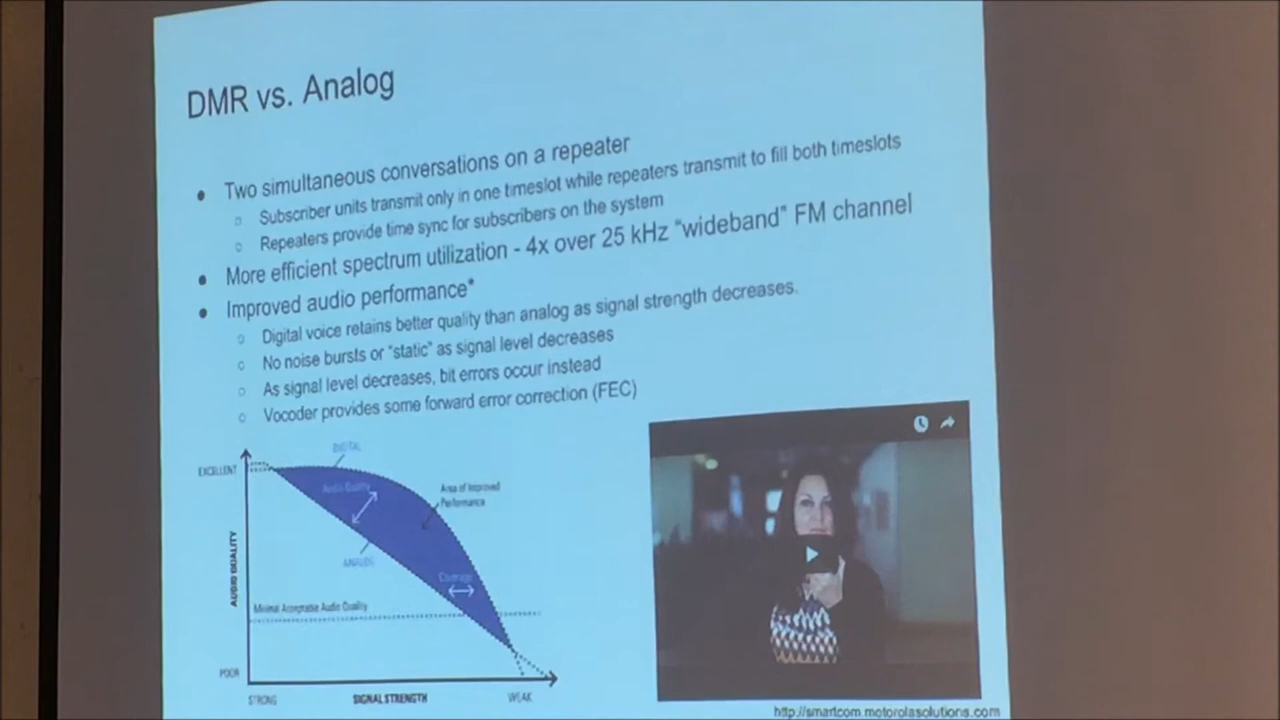 DMR vs. Analog
● Two simultaneous conversations on a repeater
○ Subscriber units transmit only in one timeslot while repeaters transmit to fill both timeslots
○ Repeaters provide time sync for subscribers on the system
● More efficient spectrum utilization - 4x over 25 kHz “wideband” FM channel
● Improved audio performance*
○ Digital voice retains better quality than analog as signal strength decreases.
○ No noise bursts or “static” as signal level decreases
○ As signal level decreases, bit errors occur instead
○ Vocoder provides some forward error correction (FEC)
DIGITAL
EXCELLENT
Audio Quality
Area of Improved
Performance
ANALOG
Coverage
AUDIO QUALITY
Minimal Acceptable Audio Quality
POOR
STRONG
SIGNAL STRENGTH
WEAK
http://smartcom.motorolasolutions.com